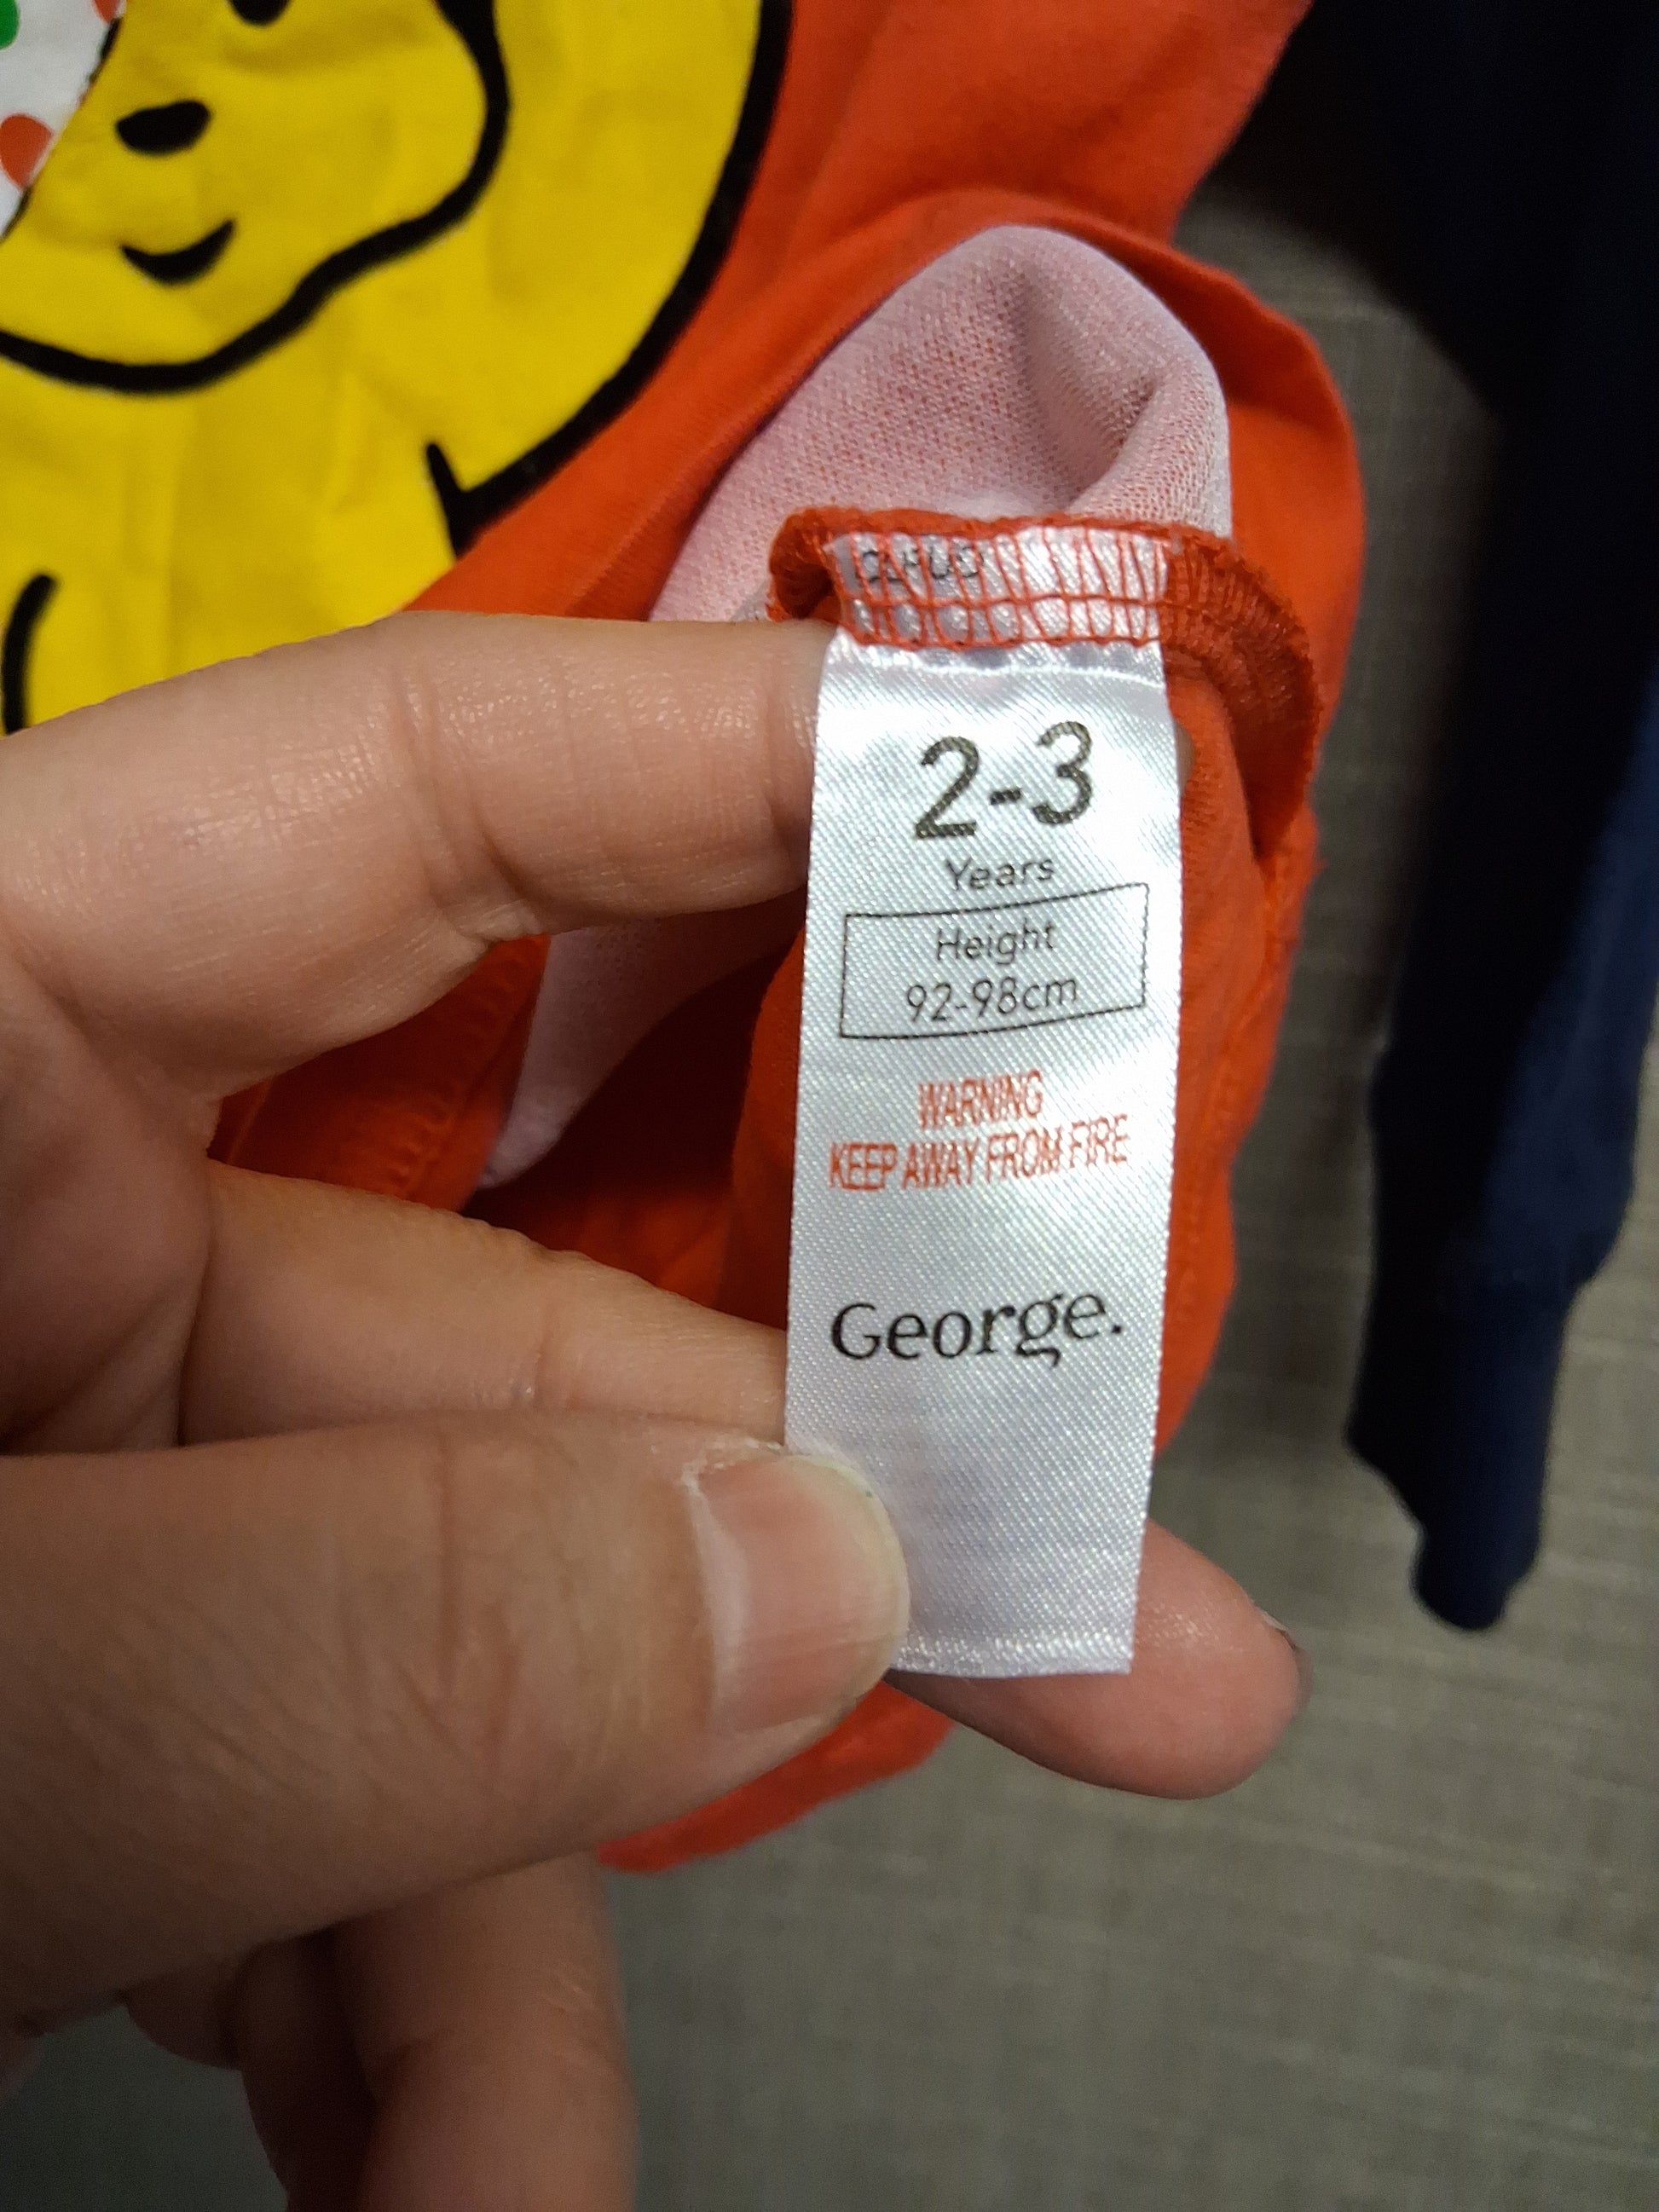 2-3
Years
Height
92-98cm
WARNING
KEEP AWAY FROM FIRE
George.